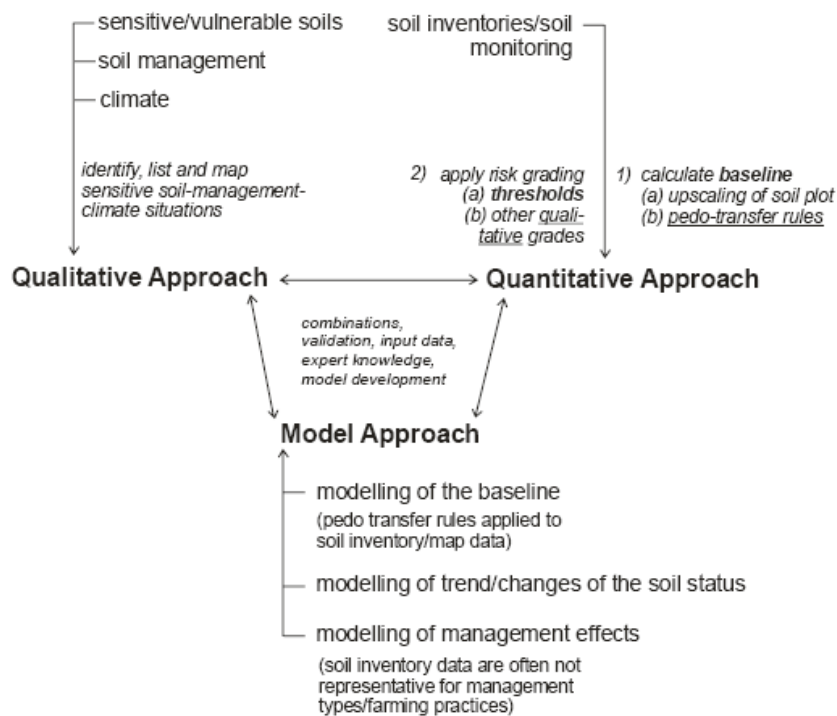 sensitive/vulnerable soils
soil management
climate
soil inventories/soil
monitoring
identify, list and map
sensitive soil-management-
climate situations
2) apply risk grading
(a) thresholds
(b) other quali-
tative grades
1) calculate baseline
(a) upscaling of soil plot
(b) pedo-transfer rules
Qualitative Approach
Quantitative Approach
combinations,
validation, input data,
expert knowledge,
model development
Model Approach
modelling of the baseline
(pedo transfer rules applied to
soil inventory/map data)
modelling of trend/changes of the soil status
modelling of management effects
(soil inventory data are often not
representative for management
types/farming practices)